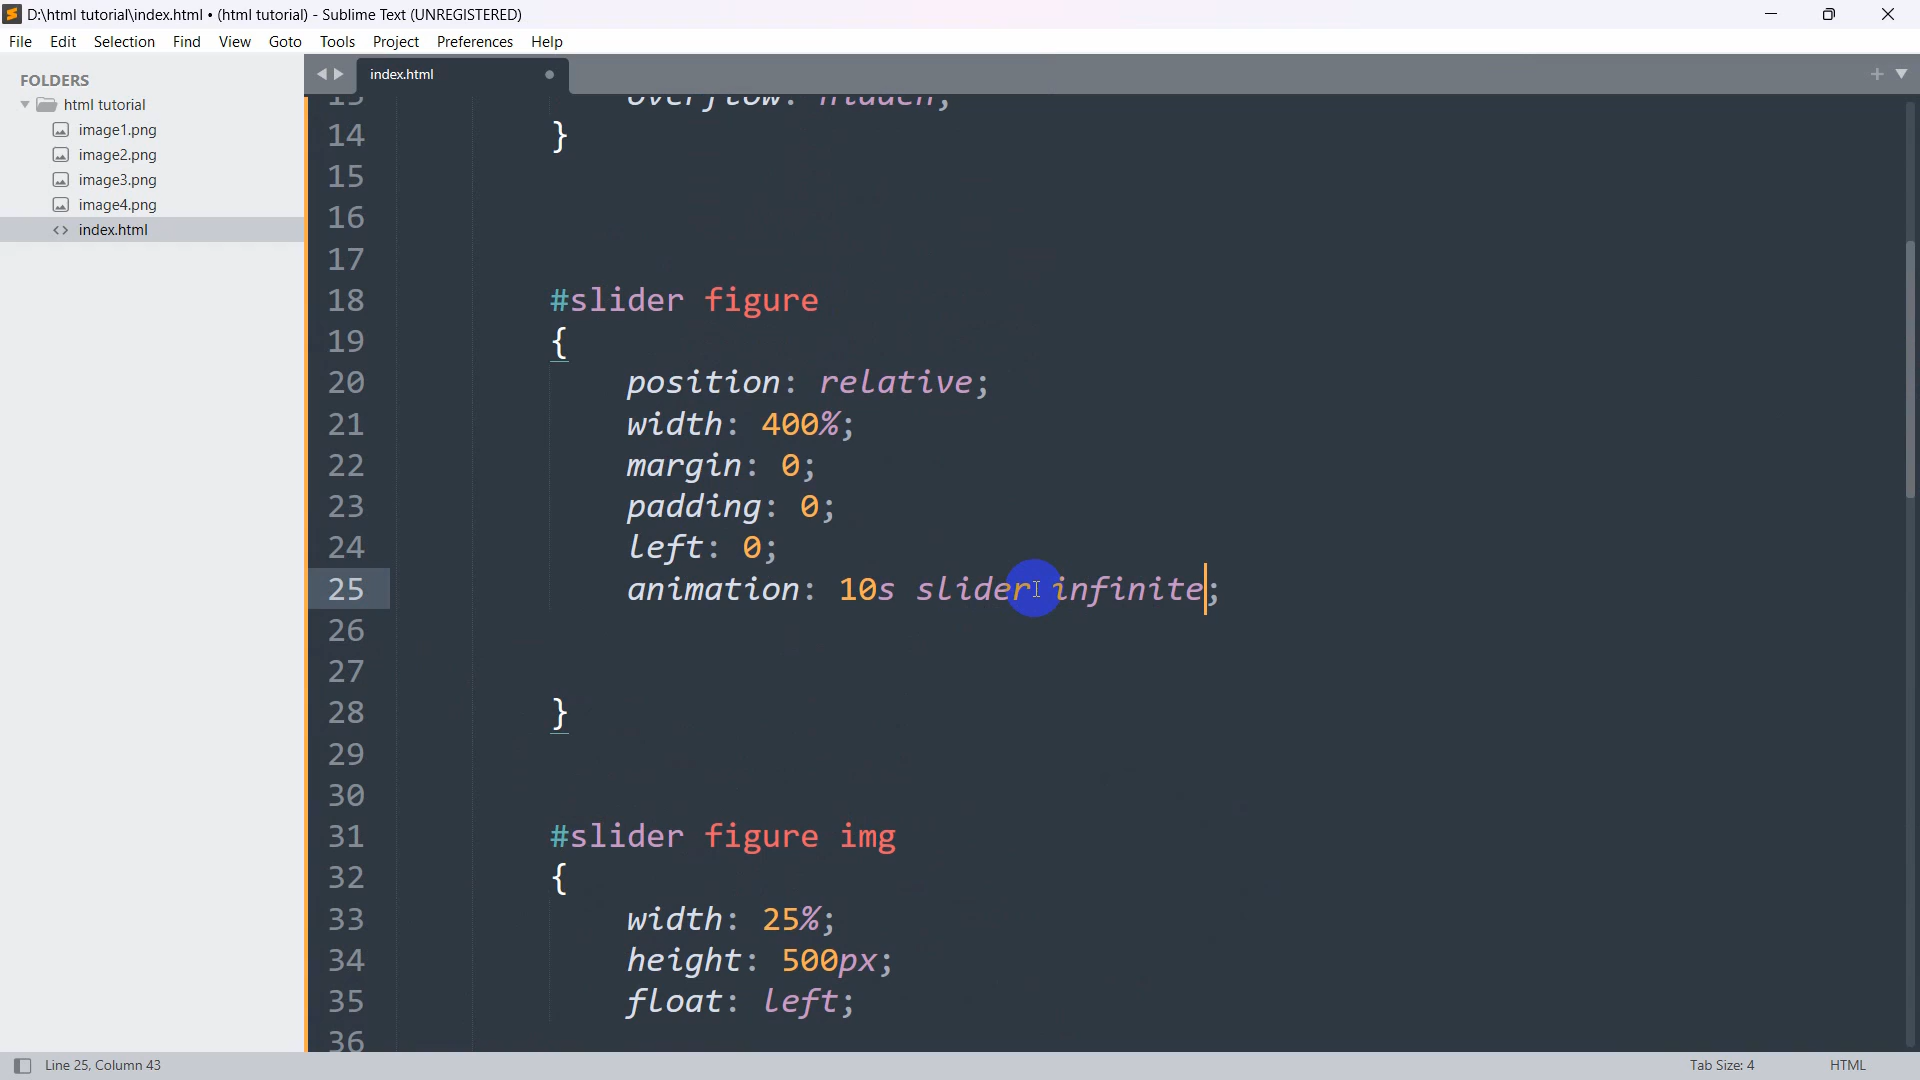 D:\html tutorial\index.html • (html tutorial) - Sublime Text (UNREGISTERED)
File Edit Selection Find View Goto Tools Project Preferences Help
FOLDERS
html tutorial
image1.png
image2.png
image3.png
image4.png
index.html
index.html
13 overflow: hidden;
14 }
15
16
17
18 #slider figure
19 {
20 position: relative;
21 width: 400%;
22 margin: 0;
23 padding: 0;
24 left: 0;
25 animation: 10s slider infinite;
26
27
28 }
29
30
31 #slider figure img
32 {
33 width: 25%;
34 height: 500px;
35 float: left;
36
Line 25, Column 43
Tab Size: 4
HTML